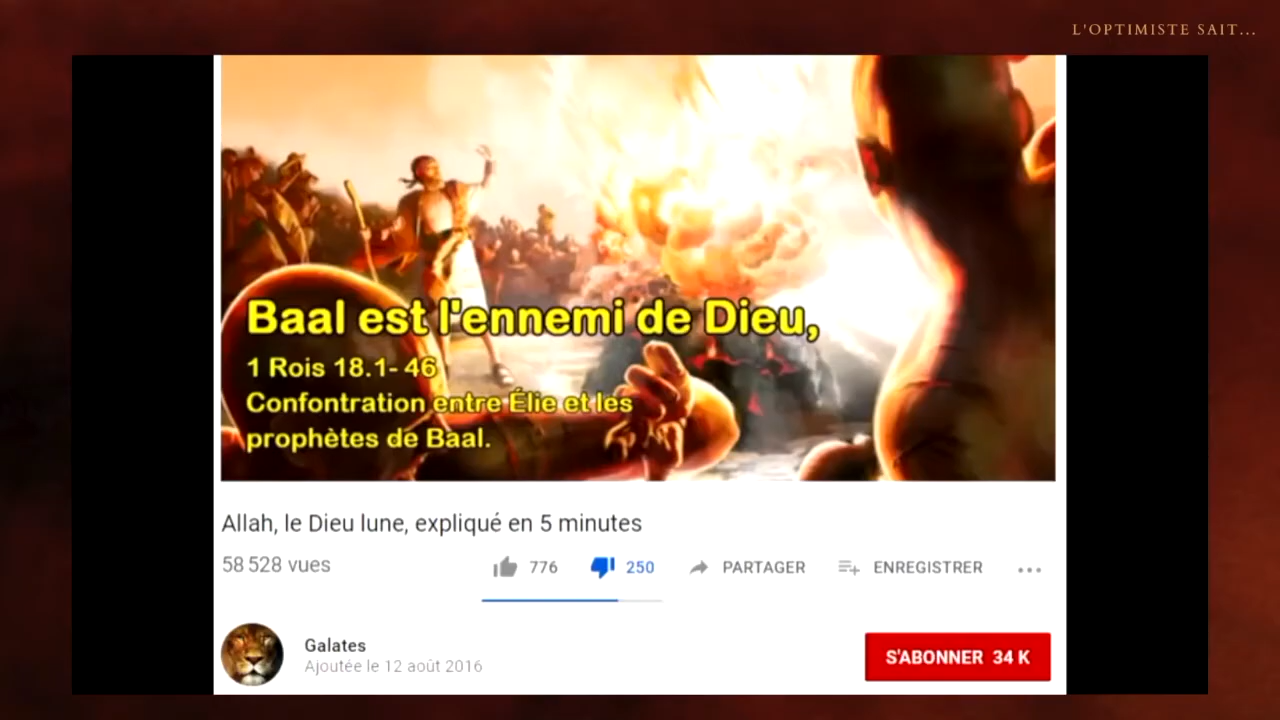 L'OPTIMISTE SAIT...
Baal est l'ennemi de Dieu,
1 Rois 18.1- 46
Confontration entre Élie et les
prophètes de Baal.
Allah, le Dieu lune, expliqué en 5 minutes
58 528 vues
776
250
PARTAGER
ENREGISTRER
Galates
Ajoutée le 12 août 2016
S'ABONNER 34 K